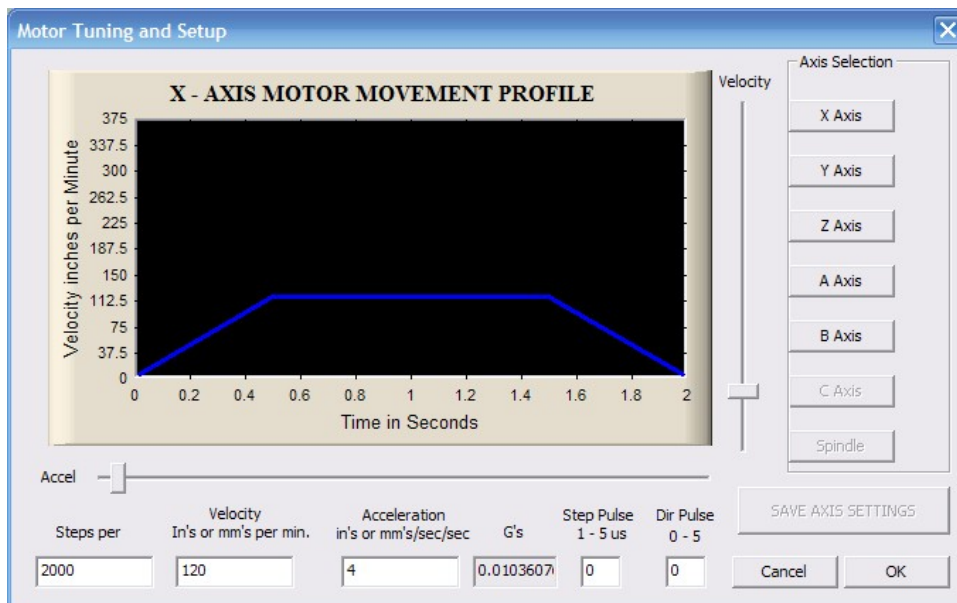 Motor Tuning and Setup
X - AXIS MOTOR MOVEMENT PROFILE
Velocity inches per Minute
375
337.5
300
262.5
225
187.5
150
112.5
75
37.5
0
0 0.2 0.4 0.6 0.8 1 1.2 1.4 1.6 1.8 2
Time in Seconds
Velocity
Axis Selection
X Axis
Y Axis
Z Axis
A Axis
B Axis
C Axis
Spindle
Accel
Steps per
Velocity
In's or mm's per min.
Acceleration
in's or mm's/sec/sec
G's
Step Pulse
1 - 5 us
Dir Pulse
0 - 5
2000
120
4
0.0103607
0
0
SAVE AXIS SETTINGS
Cancel
OK